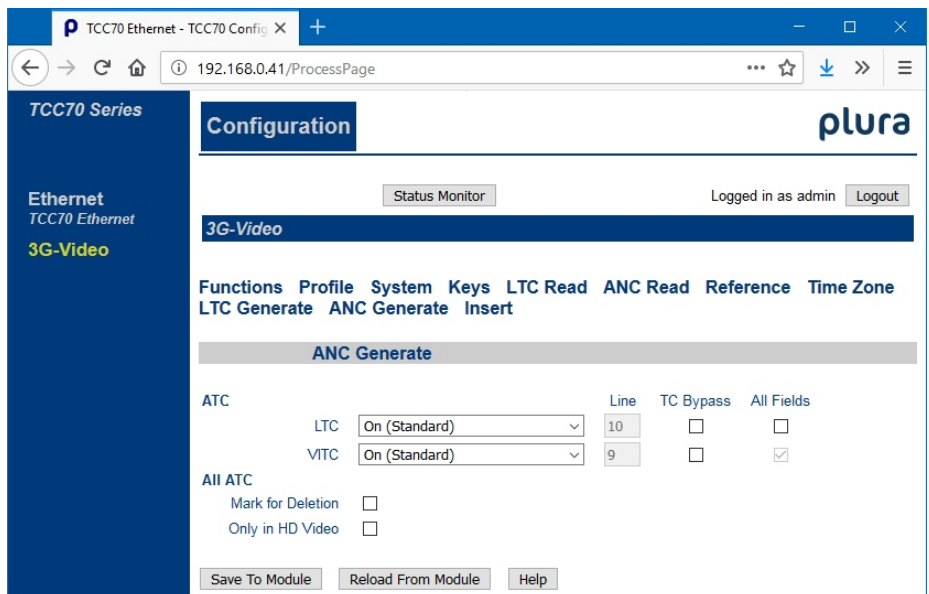 TCC70 Ethernet - TCC70 Config
192.168.0.41/ProcessPage
TCC70 Series
Configuration
plura
Ethernet
TCC70 Ethernet
3G-Video
Status Monitor
Logged in as admin
Logout
3G-Video
Functions Profile System Keys LTC Read ANC Read Reference Time Zone
LTC Generate ANC Generate Insert
ANC Generate
ATC Line TC Bypass All Fields
LTC On (Standard) 10
VITC On (Standard) 9
All ATC
Mark for Deletion
Only in HD Video
Save To Module Reload From Module Help